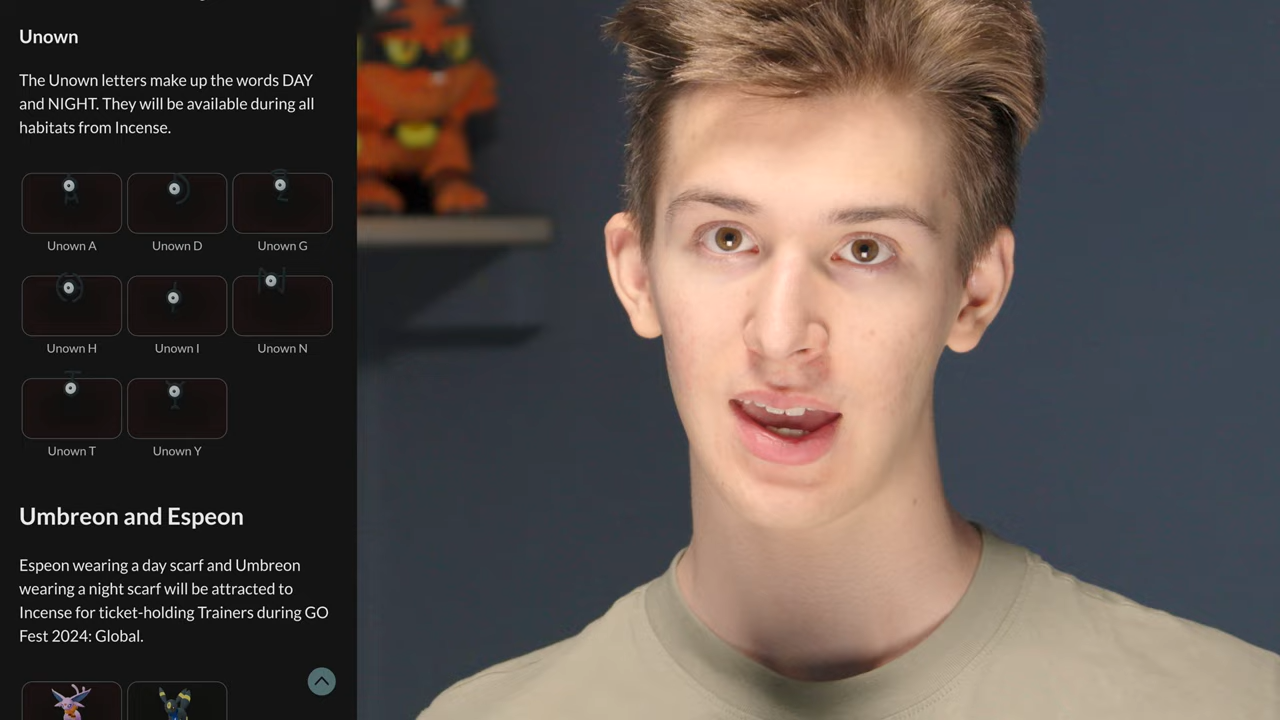 Unown
The Unown letters make up the words DAY
and NIGHT. They will be available during all
habitats from Incense.
Unown A
Unown D
Unown G
Unown H
Unown I
Unown N
Unown T
Unown Y
Umbreon and Espeon
Espeon wearing a day scarf and Umbreon
wearing a night scarf will be attracted to
Incense for ticket-holding Trainers during GO
Fest 2024: Global.